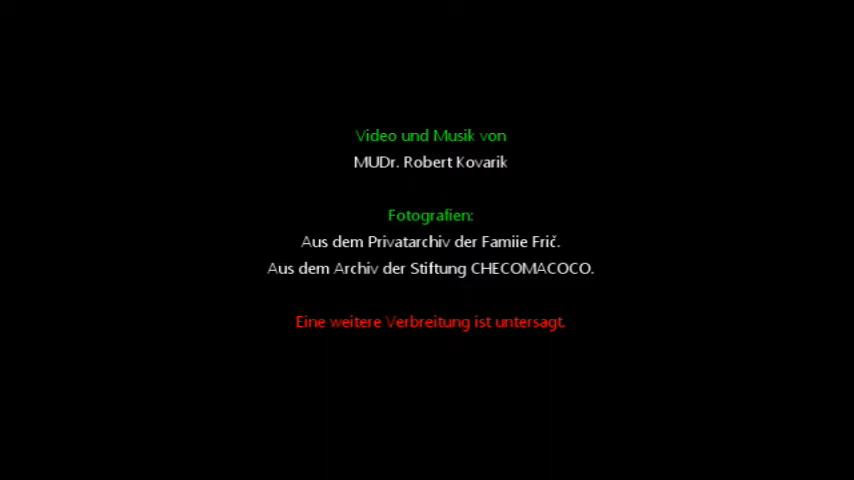 Video und Musik von
MUDr. Robert Kovarik
Fotografien:
Aus dem Privatarchiv der Famiie Frič.
Aus dem Archiv der Stiftung CHECOMACOCO.
Eine weitere Verbreitung ist untersagt.